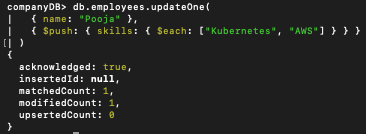 companyDB> db.employees.updateOne(
|   { name: "Pooja" },
|   { $push: { skills: { $each: ["Kubernetes", "AWS"] } } }
[| )
{
  acknowledged: true,
  insertedId: null,
  matchedCount: 1,
  modifiedCount: 1,
  upsertedCount: 0
}